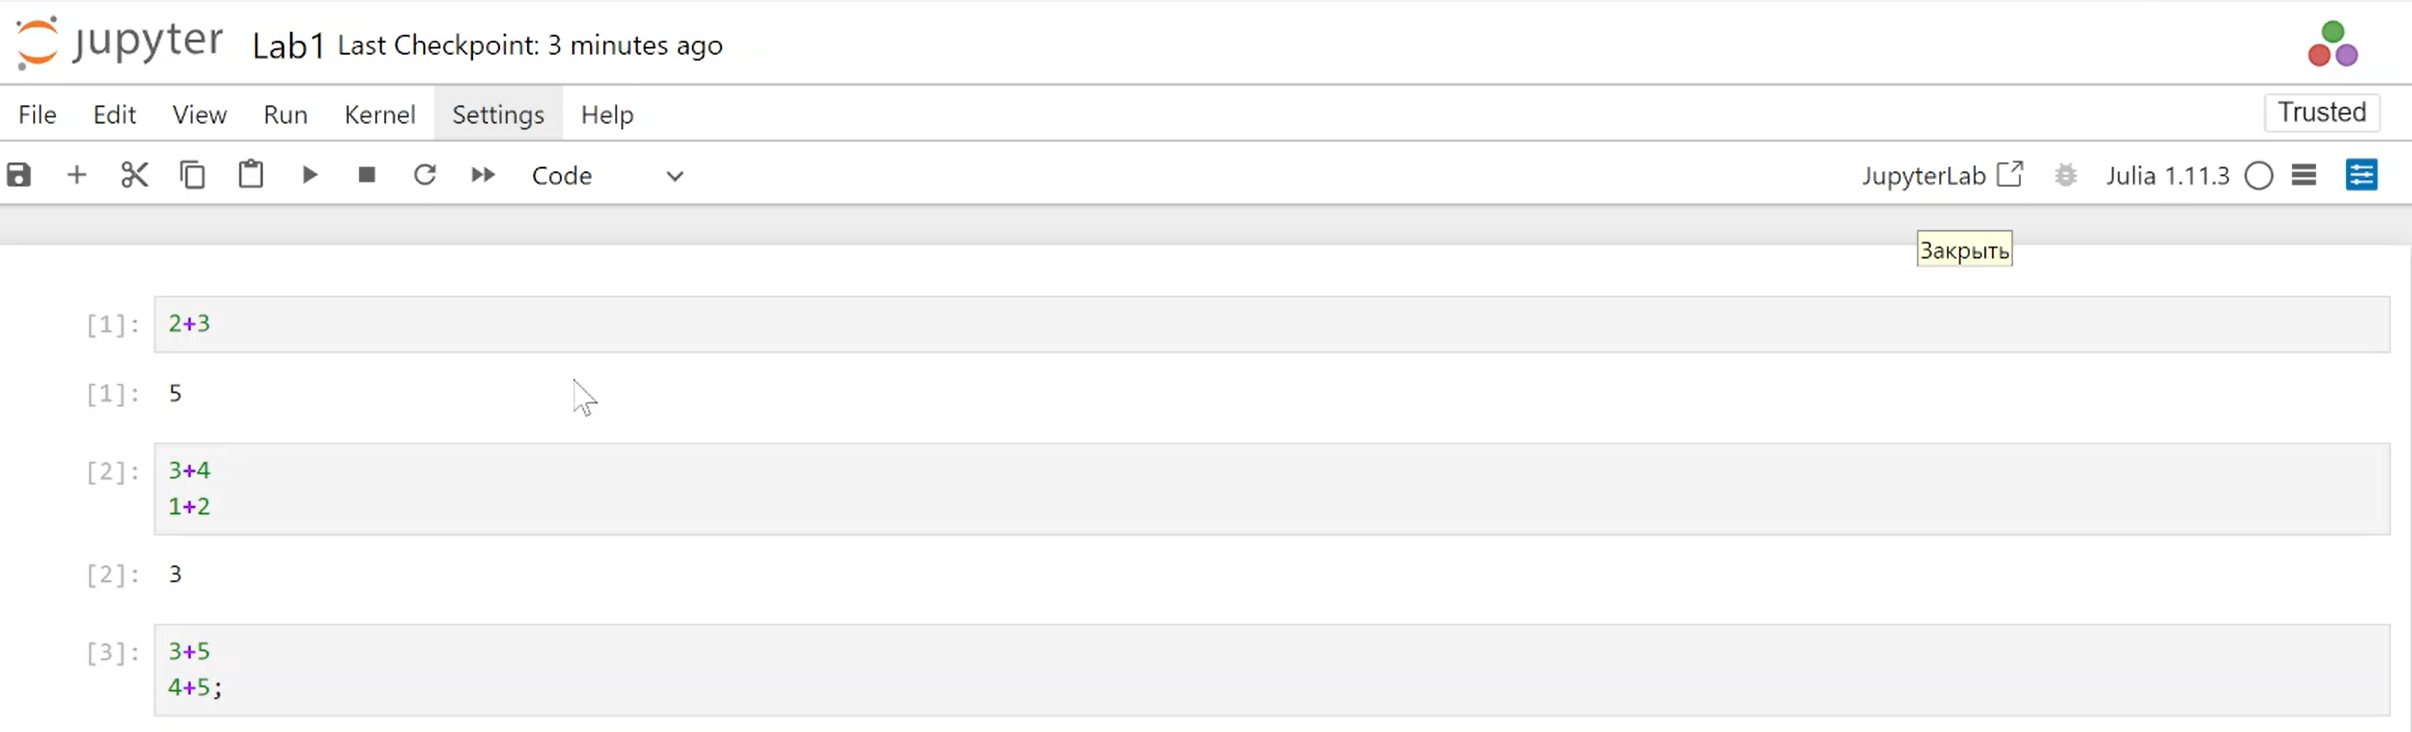 jupyter Lab1 Last Checkpoint: 3 minutes ago
File Edit View Run Kernel Settings Help Trusted
Code JupyterLab Julia 1.11.3
Закрыть
[1]: 2+3
[1]: 5
[2]: 3+4
1+2
[2]: 3
[3]: 3+5
4+5;